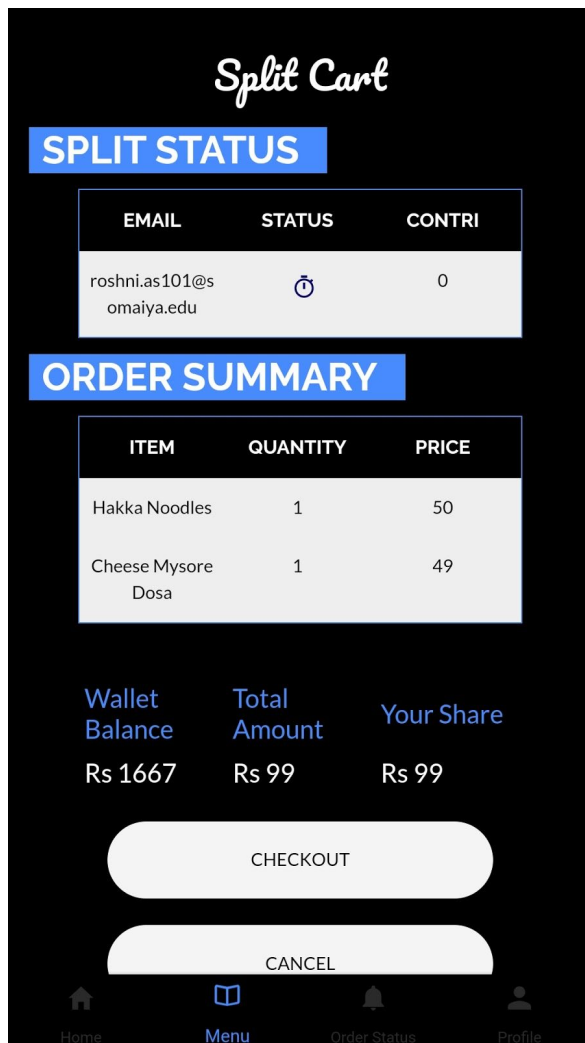 Split Cart
SPLIT STATUS
EMAIL STATUS CONTRI
roshni.as101@s 0
omaiya.edu
ORDER SUMMARY
ITEM QUANTITY PRICE
Hakka Noodles 1 50
Cheese Mysore 1 49
Dosa
Wallet Total Your Share
Balance Amount
Rs 1667 Rs 99 Rs 99
CHECKOUT
CANCEL
Home Menu Order Status Profile